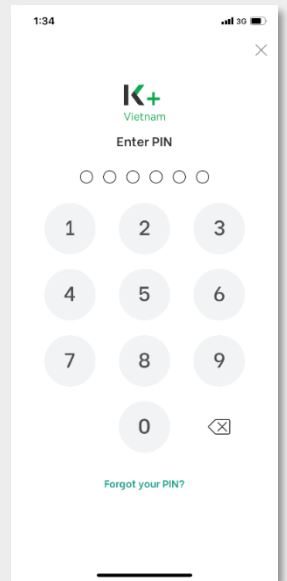 1:34 3G
K+
Vietnam
Enter PIN
1 2 3
4 5 6
7 8 9
0
Forgot your PIN?